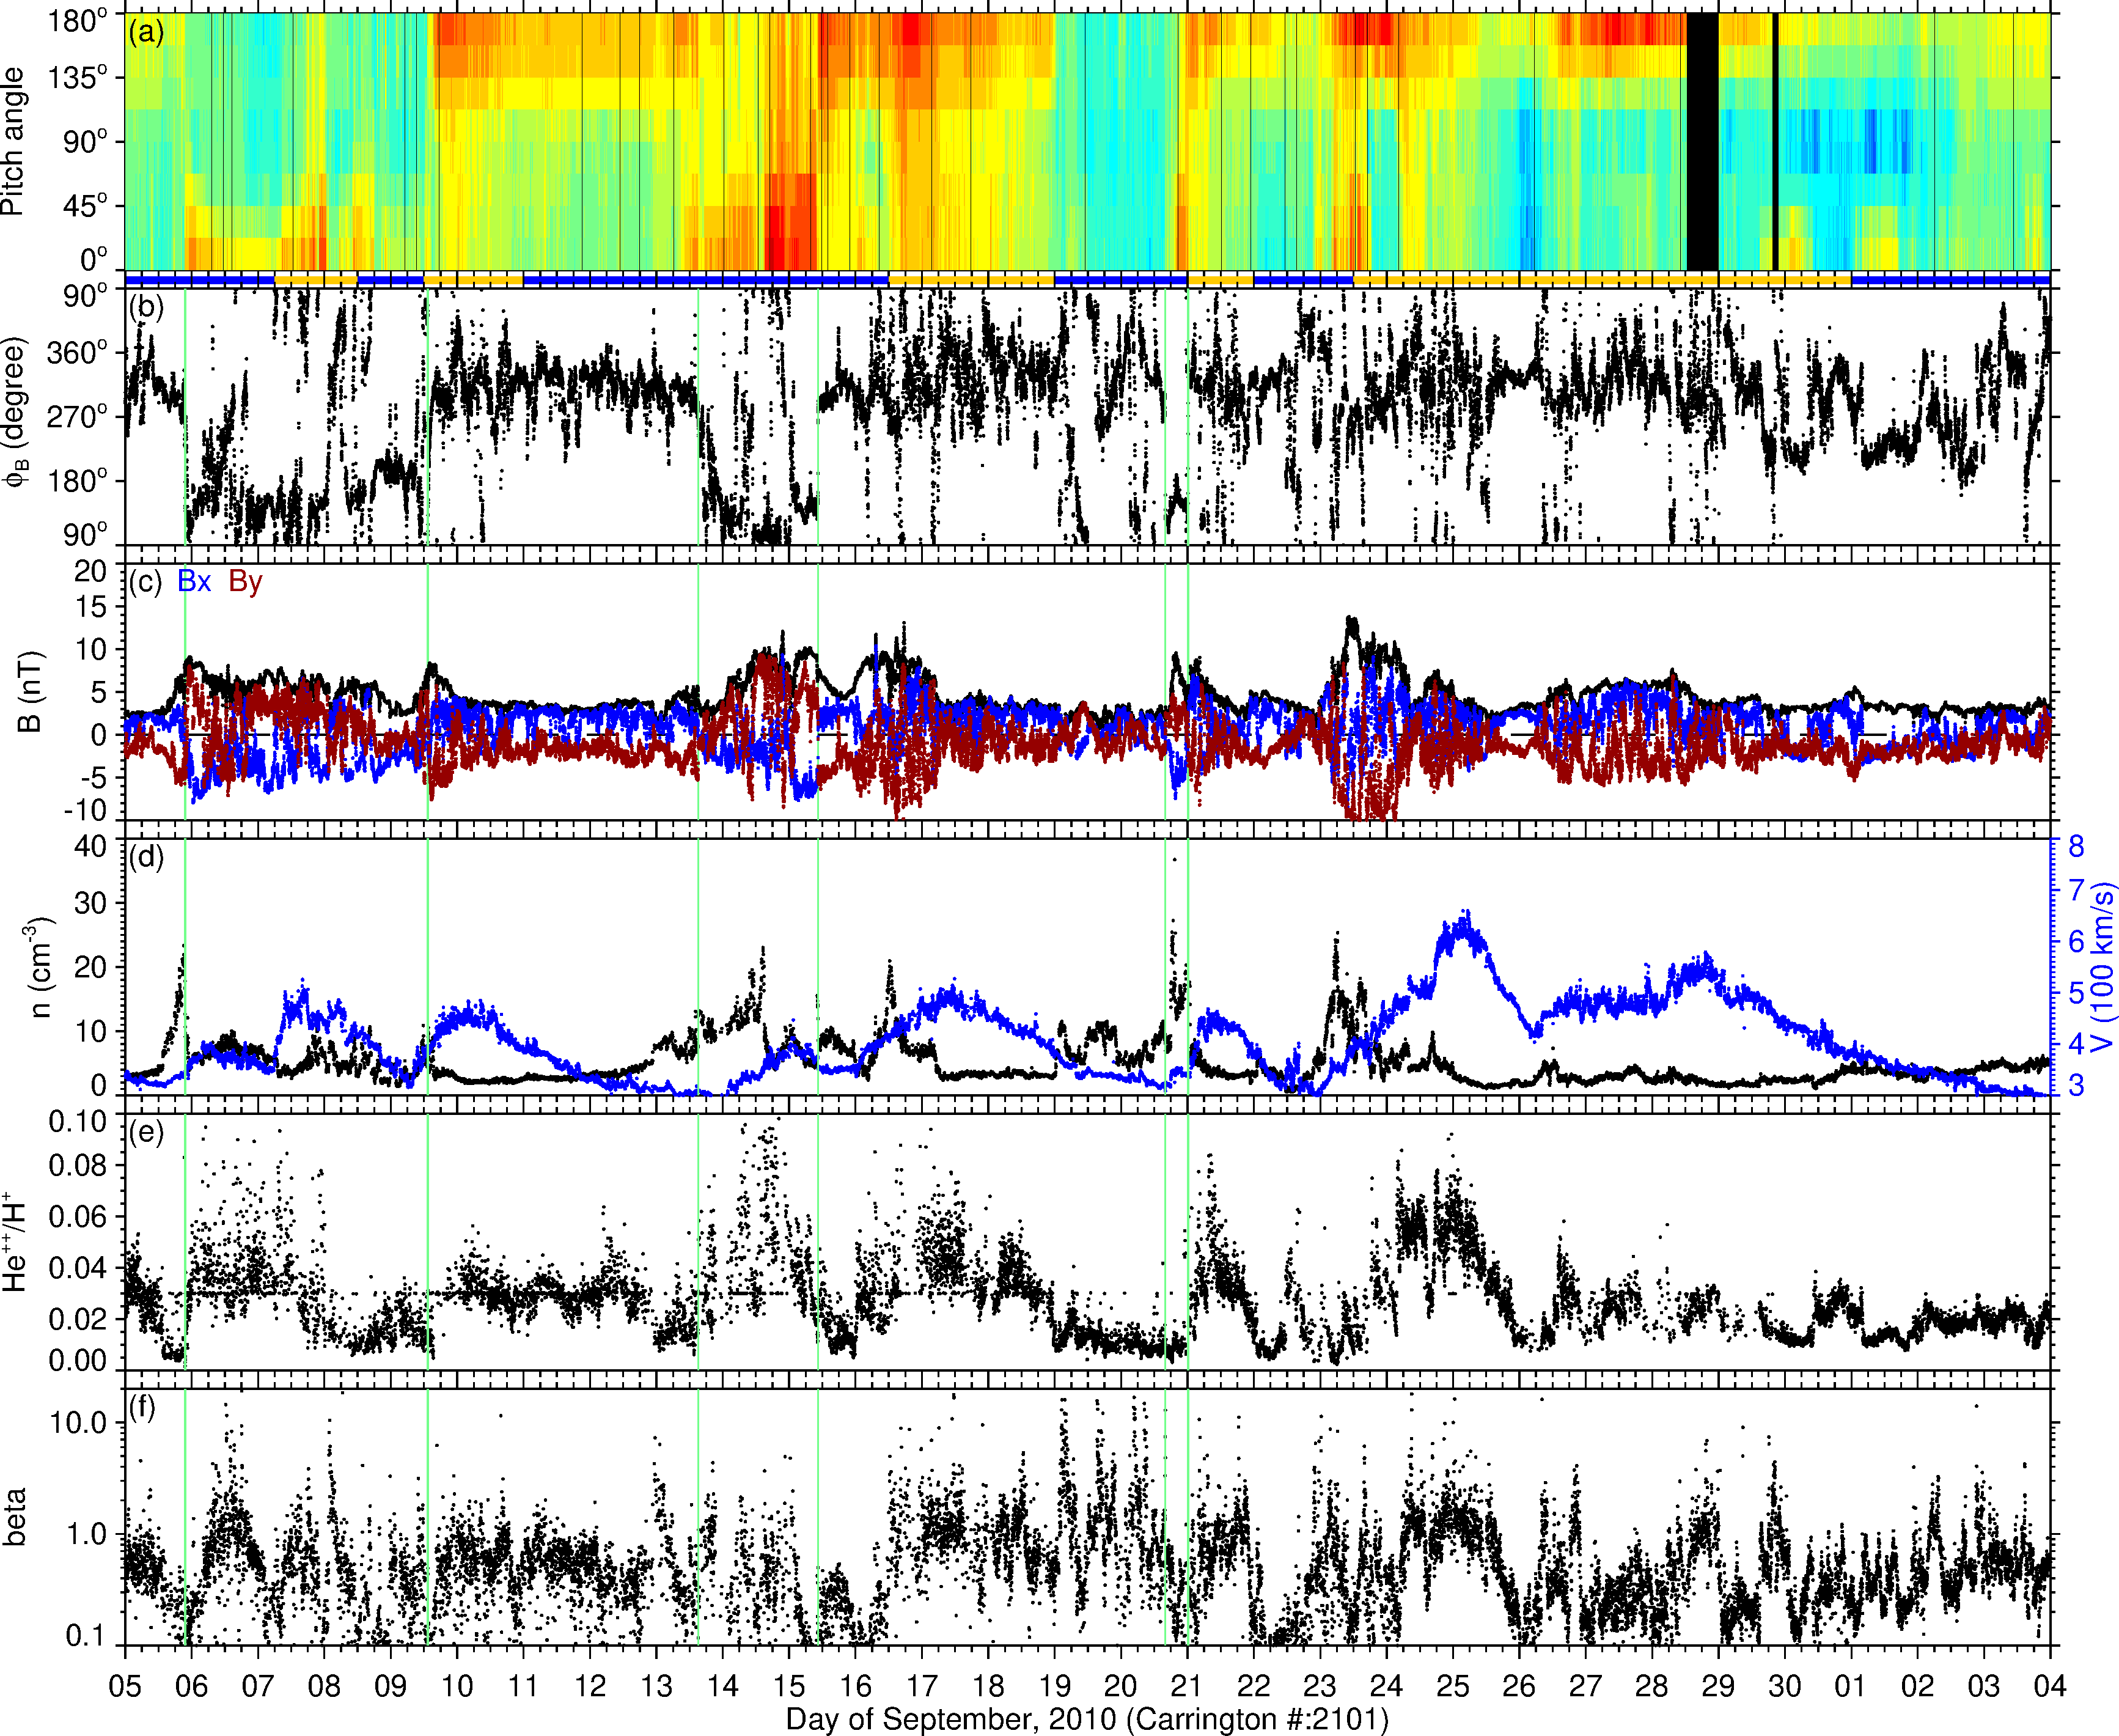 (a)
180°
135°
90°
45°
0°
Pitch angle
(b)
90°
360°
270°
180°
90°
ϕB (degree)
(c) Bx By
20
15
10
5
0
-5
-10
B (nT)
(d)
40
30
20
10
0
n (cm-3)
8
7
6
5
4
3
V (100 km/s)
(e)
0.10
0.08
0.06
0.04
0.02
0.00
He++/H+
(f)
10.0
1.0
0.1
beta
05 06 07 08 09 10 11 12 13 14 15 16 17 18 19 20 21 22 23 24 25 26 27 28 29 30 01 02 03 04
Day of September, 2010 (Carrington #:2101)